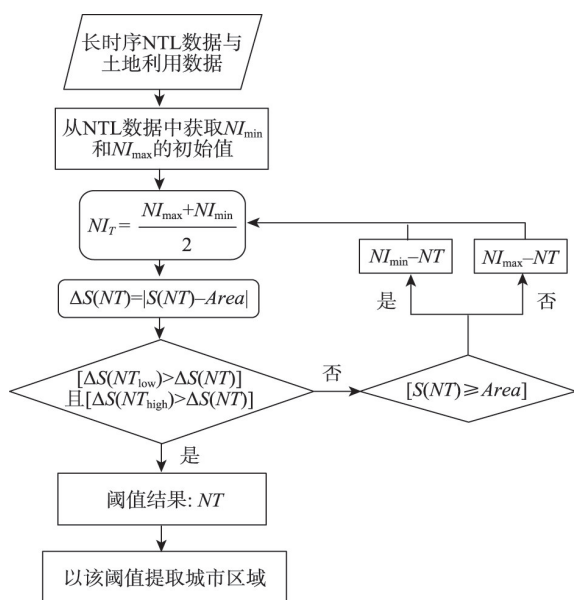 长时序NTL数据与
土地利用数据
从NTL数据中获取NImin
和NImax的初始值
NIT = (NImax+NImin)/2
ΔS(NT)=|S(NT)–Area|
[ΔS(NTlow)>ΔS(NT)]
且[ΔS(NThigh)>ΔS(NT)]
否
[S(NT)≥Area]
是
否
NImin–NT
NImax–NT
是
阈值结果: NT
以该阈值提取城市区域